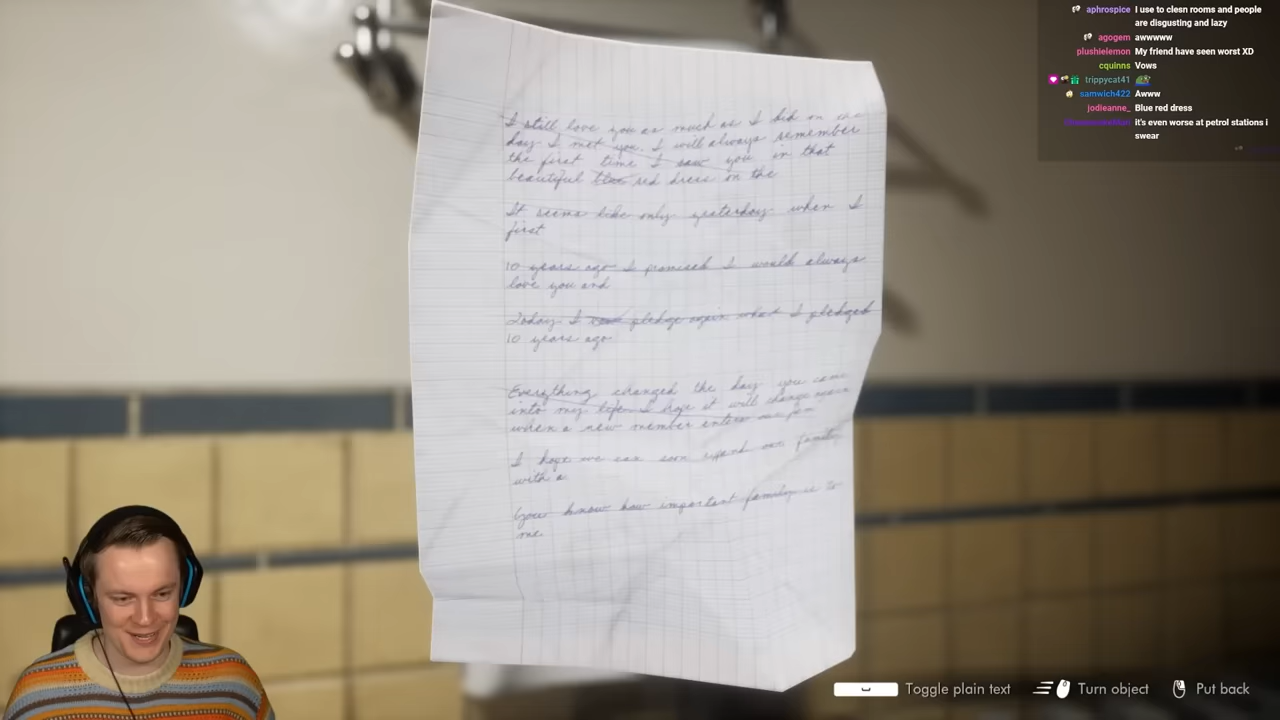 aphrospice I use to clesn rooms and people
are disgusting and lazy
agogem awwwww
plushielemon My friend have seen worst XD
cquinns Vows
trippycat41
samwich422 Awww
jodieanne_ Blue red dress
it's even worse at petrol stations i
swear
I still love you as much as I did on
day I met you. I will always remember
the first time I saw you in that
beautiful blue red dress on the
It seems like only yesterday when I
first
10 years ago I promised I would always
love you and
Today I pledge again what I pledged
10 years ago
Everything changed the day you came
into my life. I hope it will change again
when a new member enters our
I hope we can soon expand our family
with a
You know how important family is to
me.
Toggle plain text
Turn object
Put back